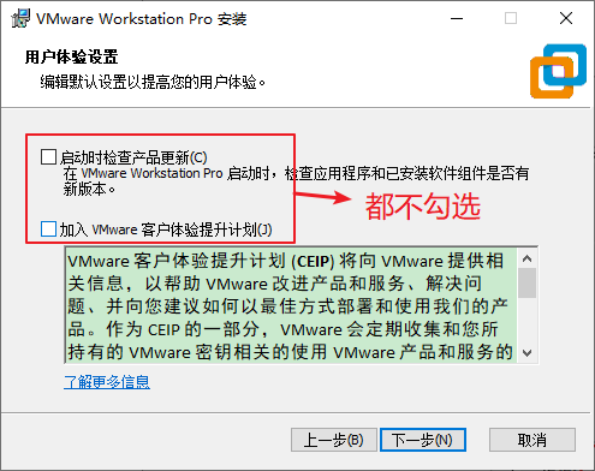 VMware Workstation Pro 安装
用户体验设置
编辑默认设置以提高您的用户体验。
启动时检查产品更新(C)
在 VMware Workstation Pro 启动时，检查应用程序和已安装软件组件是否有
新版本。
都不勾选
加入 VMware 客户体验提升计划(J)
VMware 客户体验提升计划 (CEIP) 将向 VMware 提供相
关信息，以帮助 VMware 改进产品和服务、解决问
题、并向您建议如何以最佳方式部署和使用我们的产
品。作为 CEIP 的一部分，VMware 会定期收集和您所
持有的 VMware 密钥相关的使用 VMware 产品和服务的
了解更多信息
上一步(B) 下一步(N) 取消